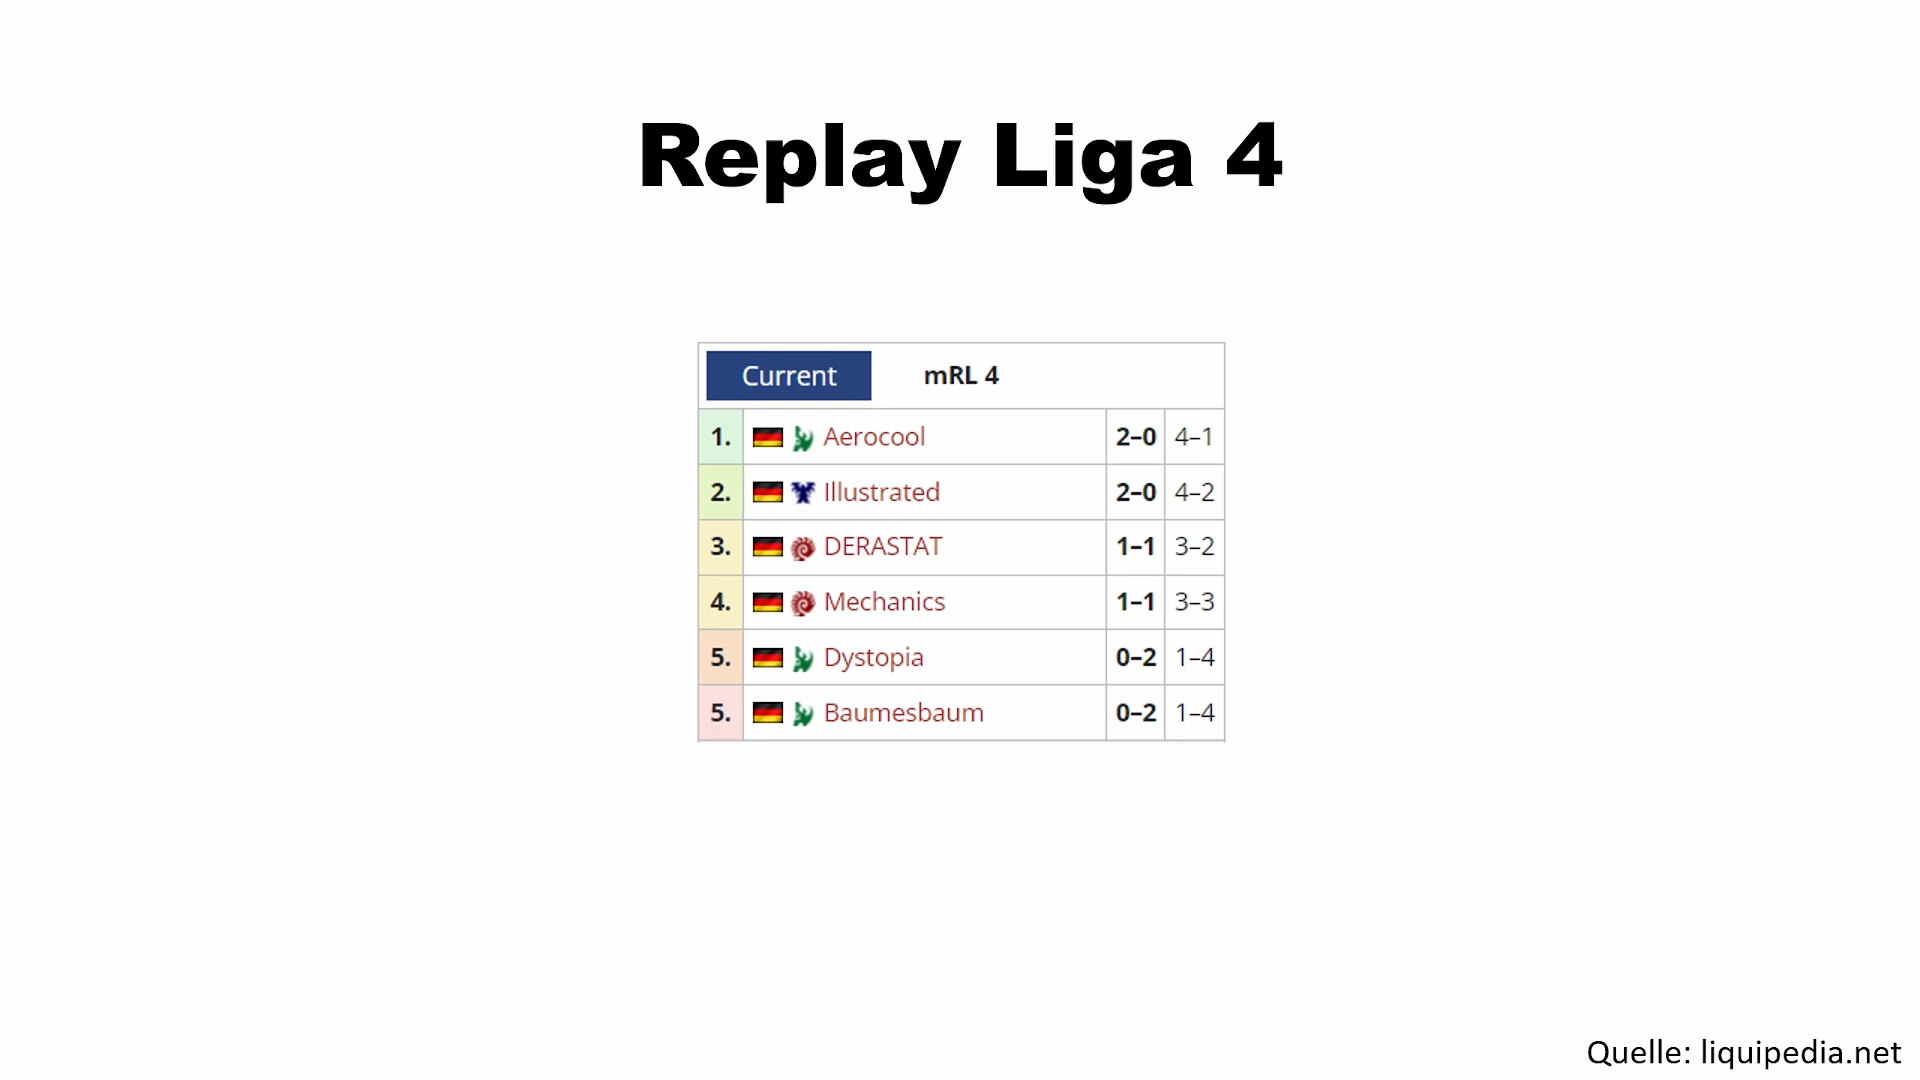 Replay Liga 4
Current mRL 4
1. Aerocool 2–0 4–1
2. Illustrated 2–0 4–2
3. DERASTAT 1–1 3–2
4. Mechanics 1–1 3–3
5. Dystopia 0–2 1–4
5. Baumesbaum 0–2 1–4
Quelle: liquipedia.net